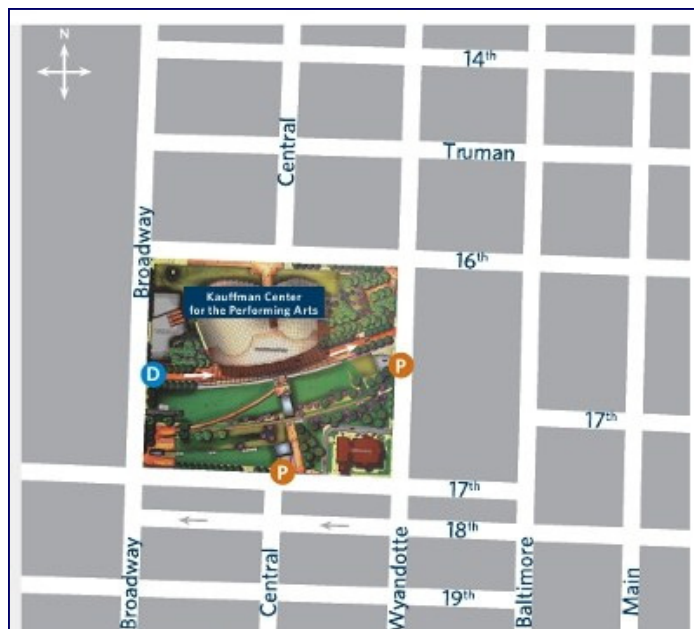 N
14th
Truman
Central
Broadway
16th
Kauffman Center
for the Performing Arts
D
P
17th
P
17th
18th
19th
Broadway
Central
Wyandotte
Baltimore
Main